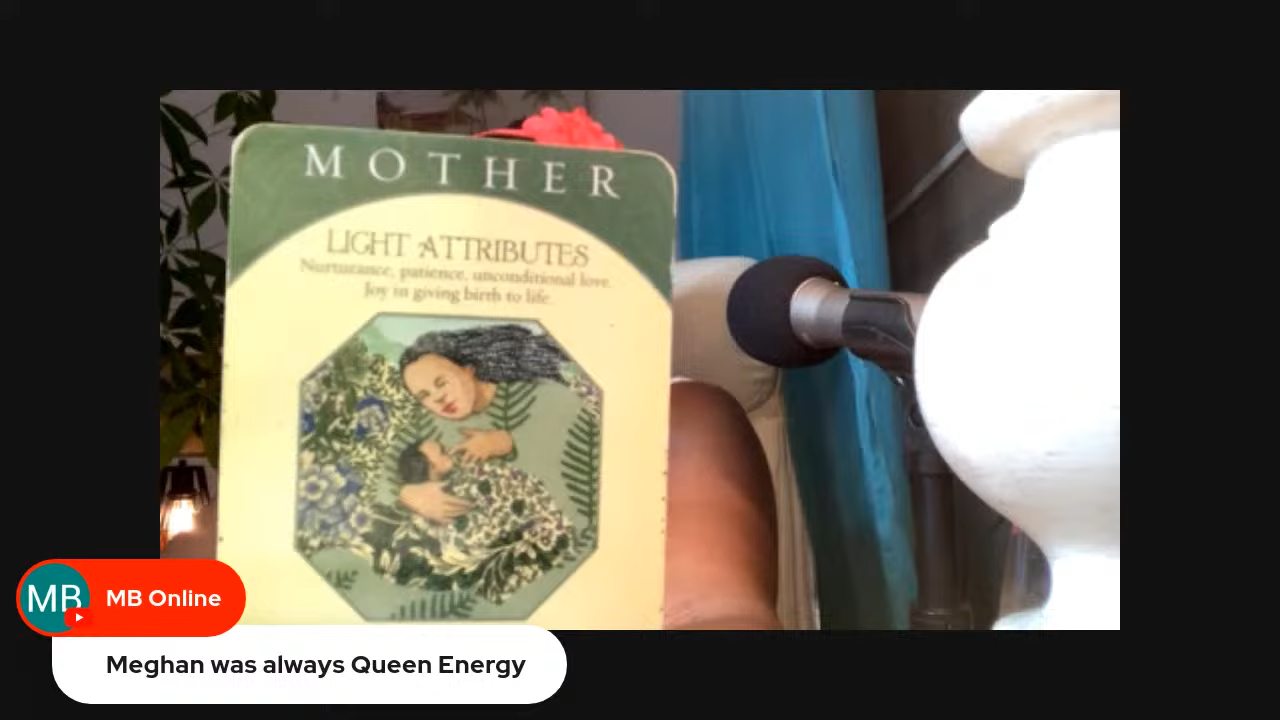 MOTHER
LIGHT ATTRIBUTES
Nurturance, patience, unconditional love.
Joy in giving birth to life.
MB
MB Online
Meghan was always Queen Energy